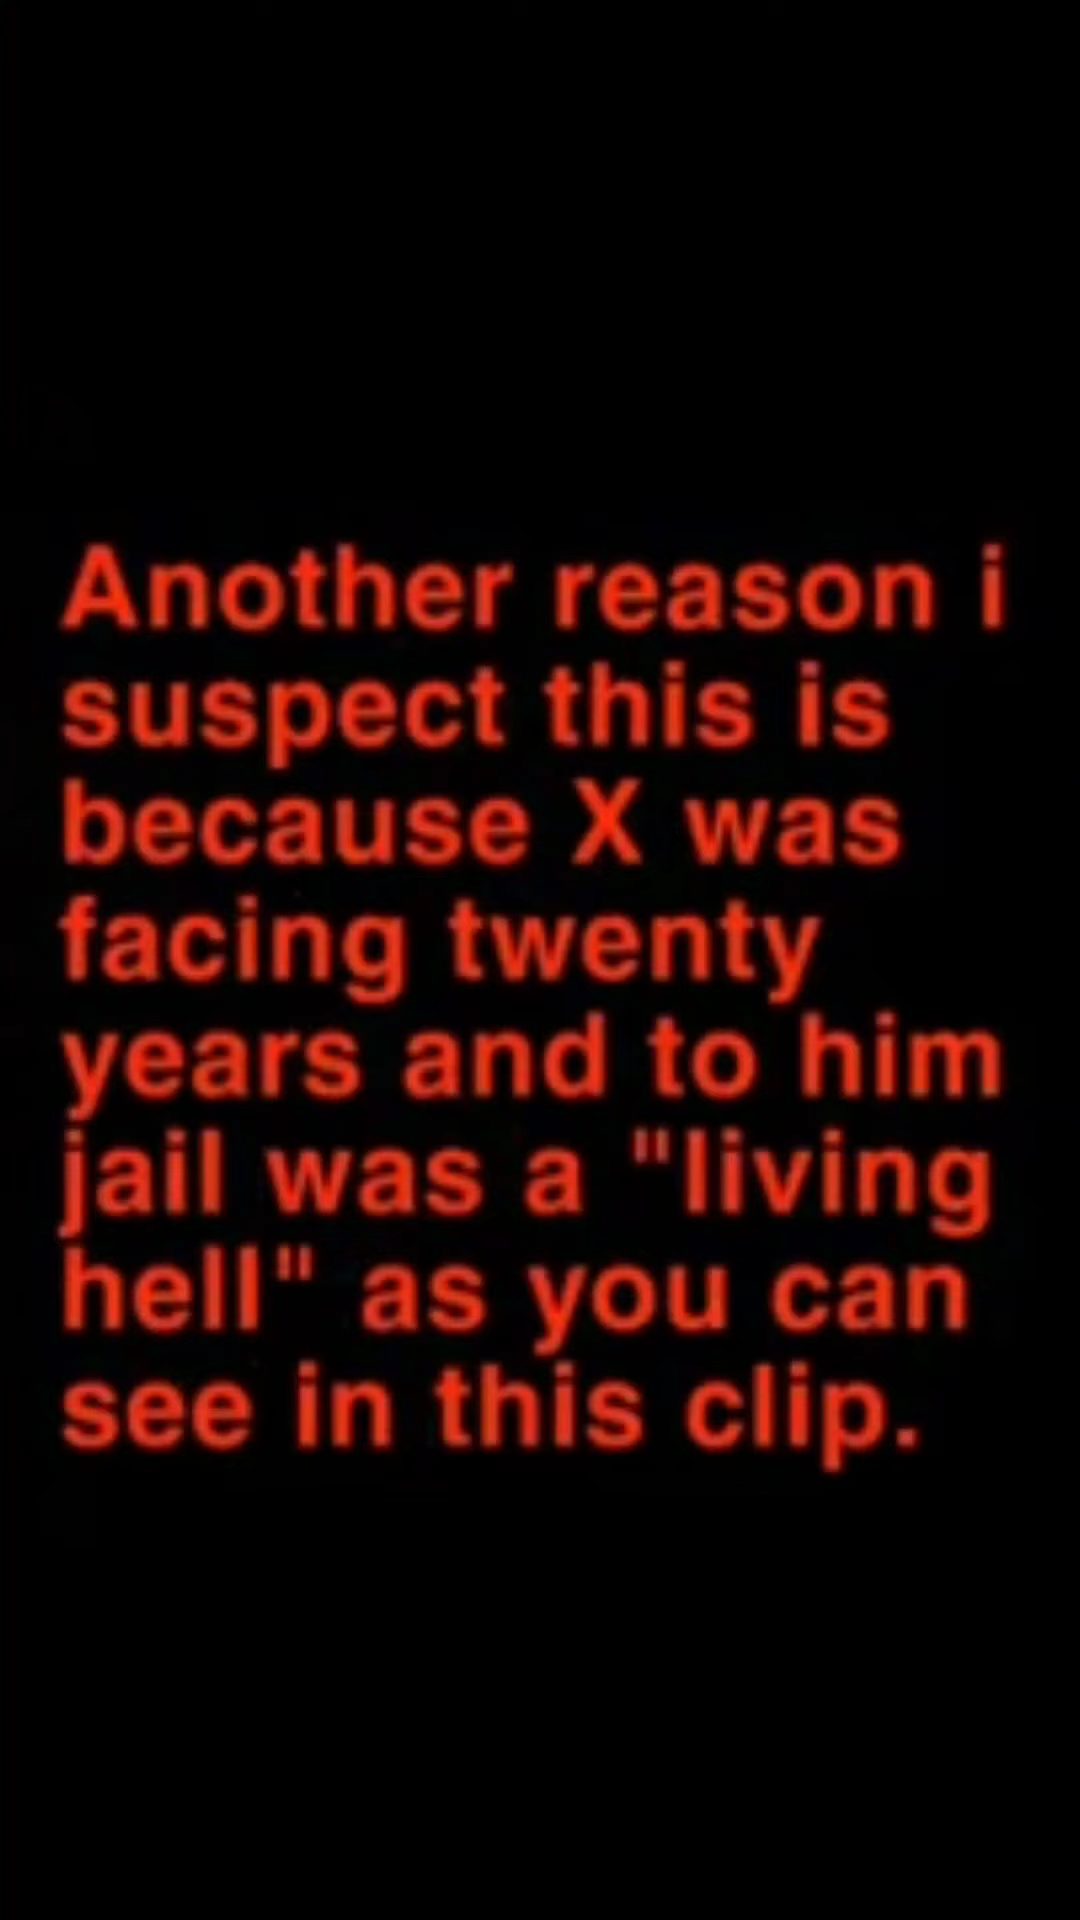 Another reason i
suspect this is
because X was
facing twenty
years and to him
jail was a "living
hell" as you can
see in this clip.